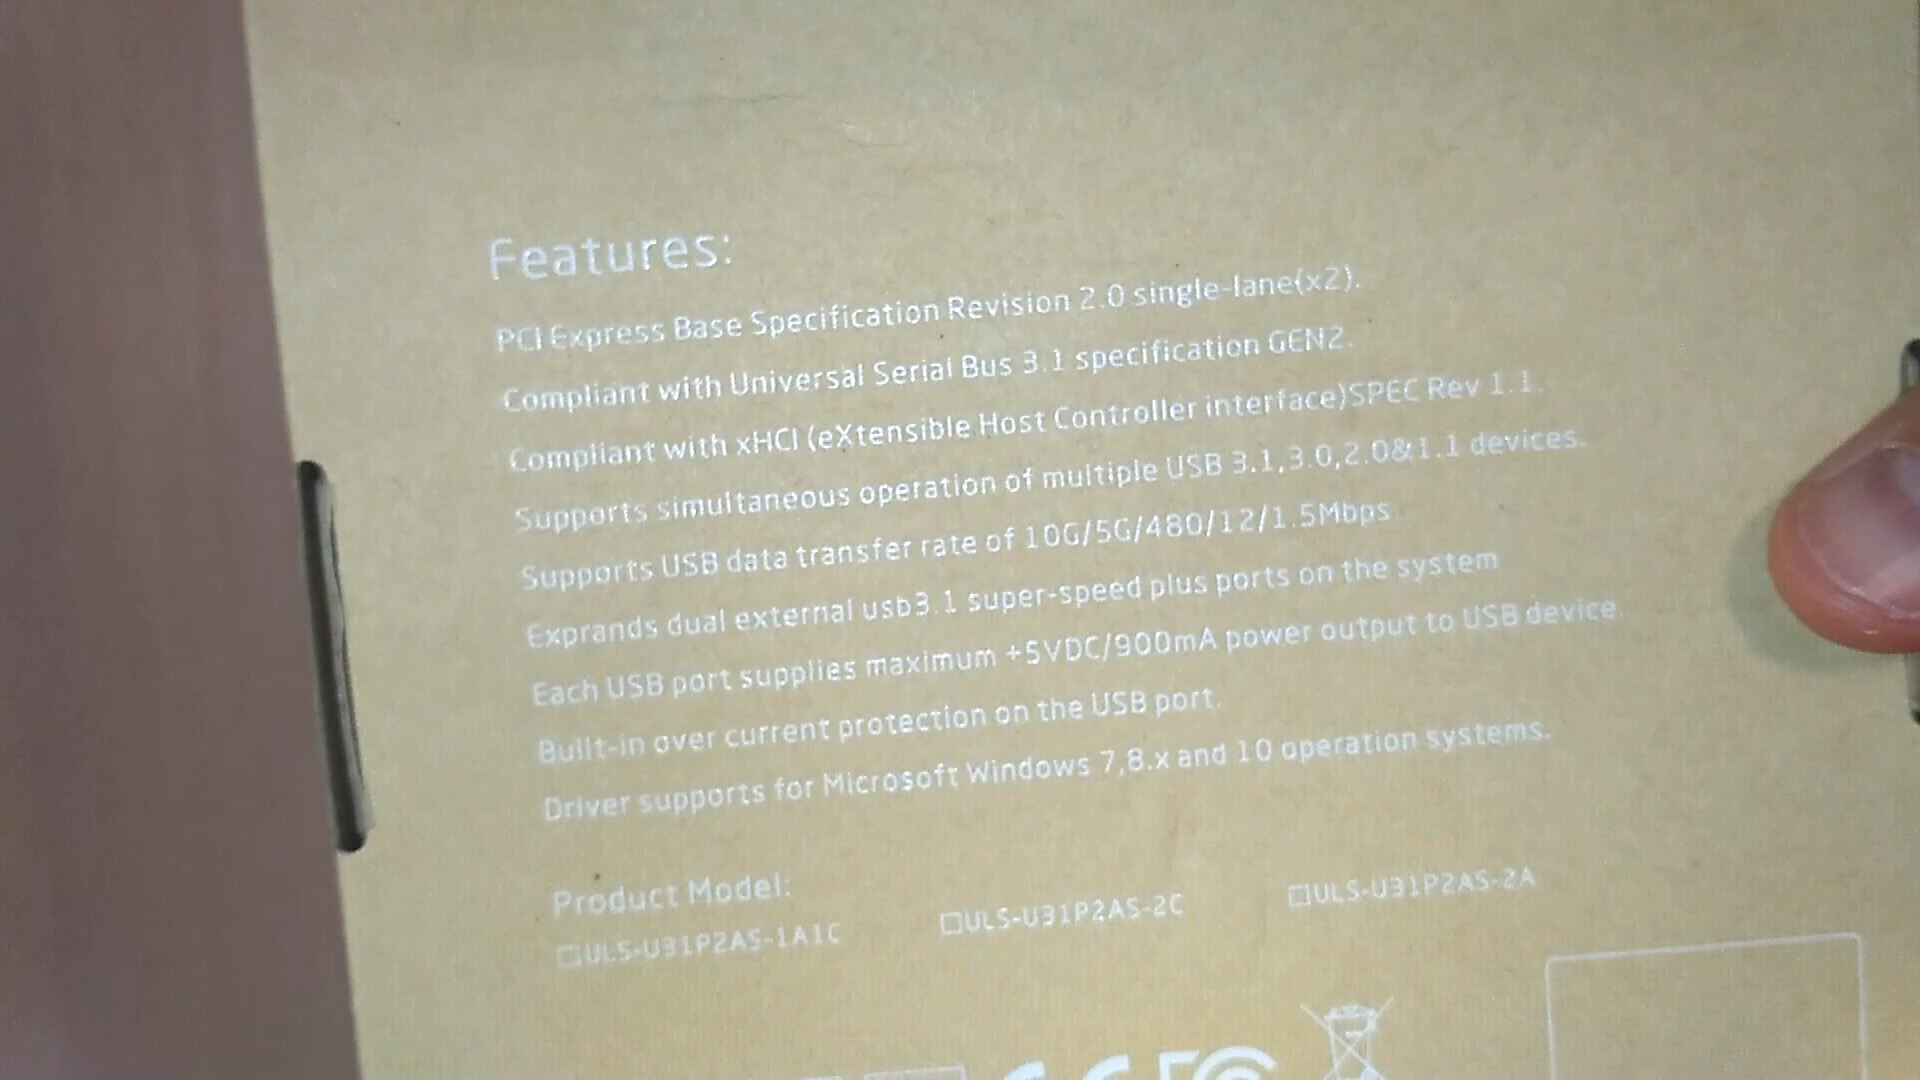 Features:
PCI Express Base Specification Revision 2.0 single-lane(x2).
Compliant with Universal Serial Bus 3.1 specification GEN2.
Compliant with xHCI (eXtensible Host Controller interface)SPEC Rev 1.1.
Supports simultaneous operation of multiple USB 3.1,3.0,2.0&1.1 devices.
Supports USB data transfer rate of 10G/5G/480/12/1.5Mbps
Exprands dual external usb3.1 super-speed plus ports on the system
Each USB port supplies maximum +5VDC/900mA power output to USB device.
Built-in over current protection on the USB port.
Driver supports for Microsoft Windows 7,8.x and 10 operation systems.
Product Model:
□ULS-U31P2AS-1A1C □ULS-U31P2AS-2C □ULS-U31P2AS-2A